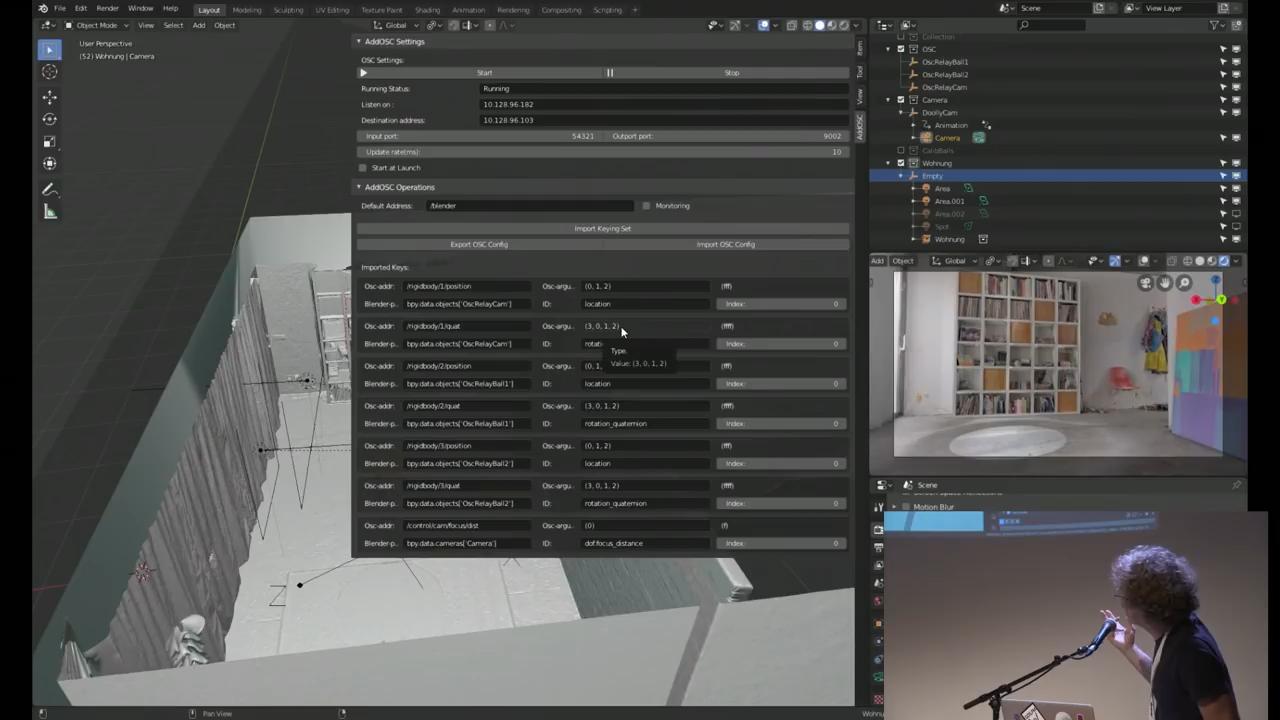 File Edit Render Window Help Layout Modeling Sculpting UV Editing Texture Paint Shading Animation Rendering Compositing Scripting + Scene View Layer
Object Mode View Select Add Object Global
User Perspective
(52) Wohnung | Camera
AddOSC Settings
OSC Settings:
Start Stop
Running Status: Running
Listen on : 10.128.96.182
Destination address: 10.128.96.103
Input port: 54321 Outport port: 9002
Update rate(ms): 10
Start at Launch
AddOSC Operations
Default Address: /blender Monitoring
Import Keying Set
Export OSC Config Import OSC Config
Imported Keys:
Osc-addr: /rigidbody/1/position Osc-argu.. (0, 1, 2) (fff)
Blender-p.. bpy.data.objects['OscRelayCam'] ID: location Index: 0
Osc-addr: /rigidbody/1/quat Osc-argu.. (3, 0, 1, 2) (ffff)
Blender-p.. bpy.data.objects['OscRelayCam'] ID: rotati Index: 0
Type.
Value: (3, 0, 1, 2)
Osc-addr: /rigidbody/2/position Osc-argu.. (0, 1, (fff)
Blender-p.. bpy.data.objects['OscRelayBall1'] ID: location Index: 0
Osc-addr: /rigidbody/2/quat Osc-argu.. (3, 0, 1, 2) (ffff)
Blender-p.. bpy.data.objects['OscRelayBall1'] ID: rotation_quaternion Index: 0
Osc-addr: /rigidbody/3/position Osc-argu.. (0, 1, 2) (fff)
Blender-p.. bpy.data.objects['OscRelayBall2'] ID: location Index: 0
Osc-addr: /rigidbody/3/quat Osc-argu.. (3, 0, 1, 2) (ffff)
Blender-p.. bpy.data.objects['OscRelayBall2'] ID: rotation_quaternion Index: 0
Osc-addr: /control/cam/focus/dist Osc-argu.. (0) (f)
Blender-p.. bpy.data.cameras['Camera'] ID: dof.focus_distance Index: 0
Item
Tool
View
AddOSC
Collection
OSC
OscRelayBall1
OscRelayBall2
OscRelayCam
Camera
DoollyCam
Animation
Camera
CalibBalls
Wohnung
Empty
Area
Area.001
Area.002
Spot
Wohnung
Add Object Global
Scene
Motion Blur
Pan View
Wohnu